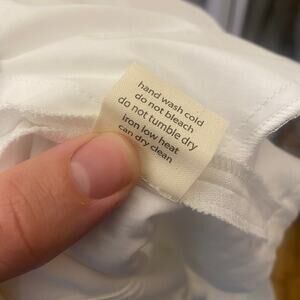 hand wash cold
do not bleach
do not tumble dry
iron low heat
can dry clean